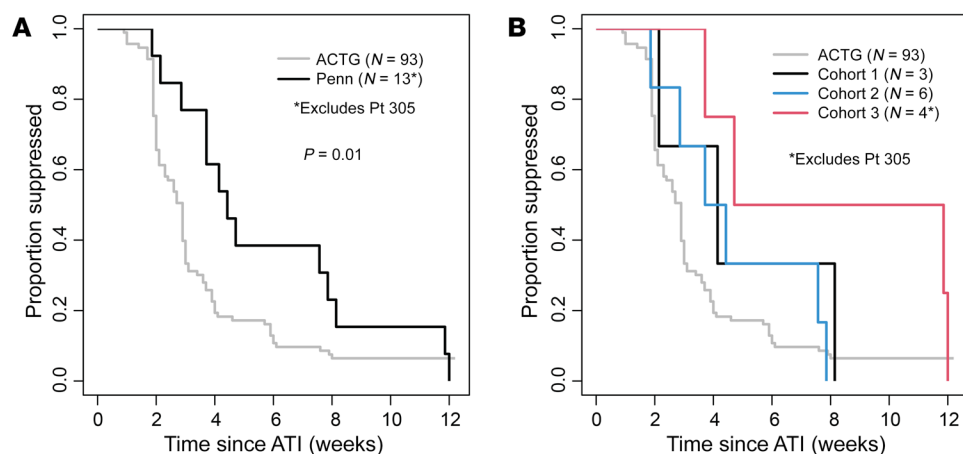 A
Proportion suppressed
1.0
0.8
0.6
0.4
0.2
0.0
ACTG (N = 93)
Penn (N = 13*)
*Excludes Pt 305
P = 0.01
0 2 4 6 8 10 12
Time since ATI (weeks)
B
Proportion suppressed
1.0
0.8
0.6
0.4
0.2
0.0
ACTG (N = 93)
Cohort 1 (N = 3)
Cohort 2 (N = 6)
Cohort 3 (N = 4*)
*Excludes Pt 305
0 2 4 6 8 10 12
Time since ATI (weeks)